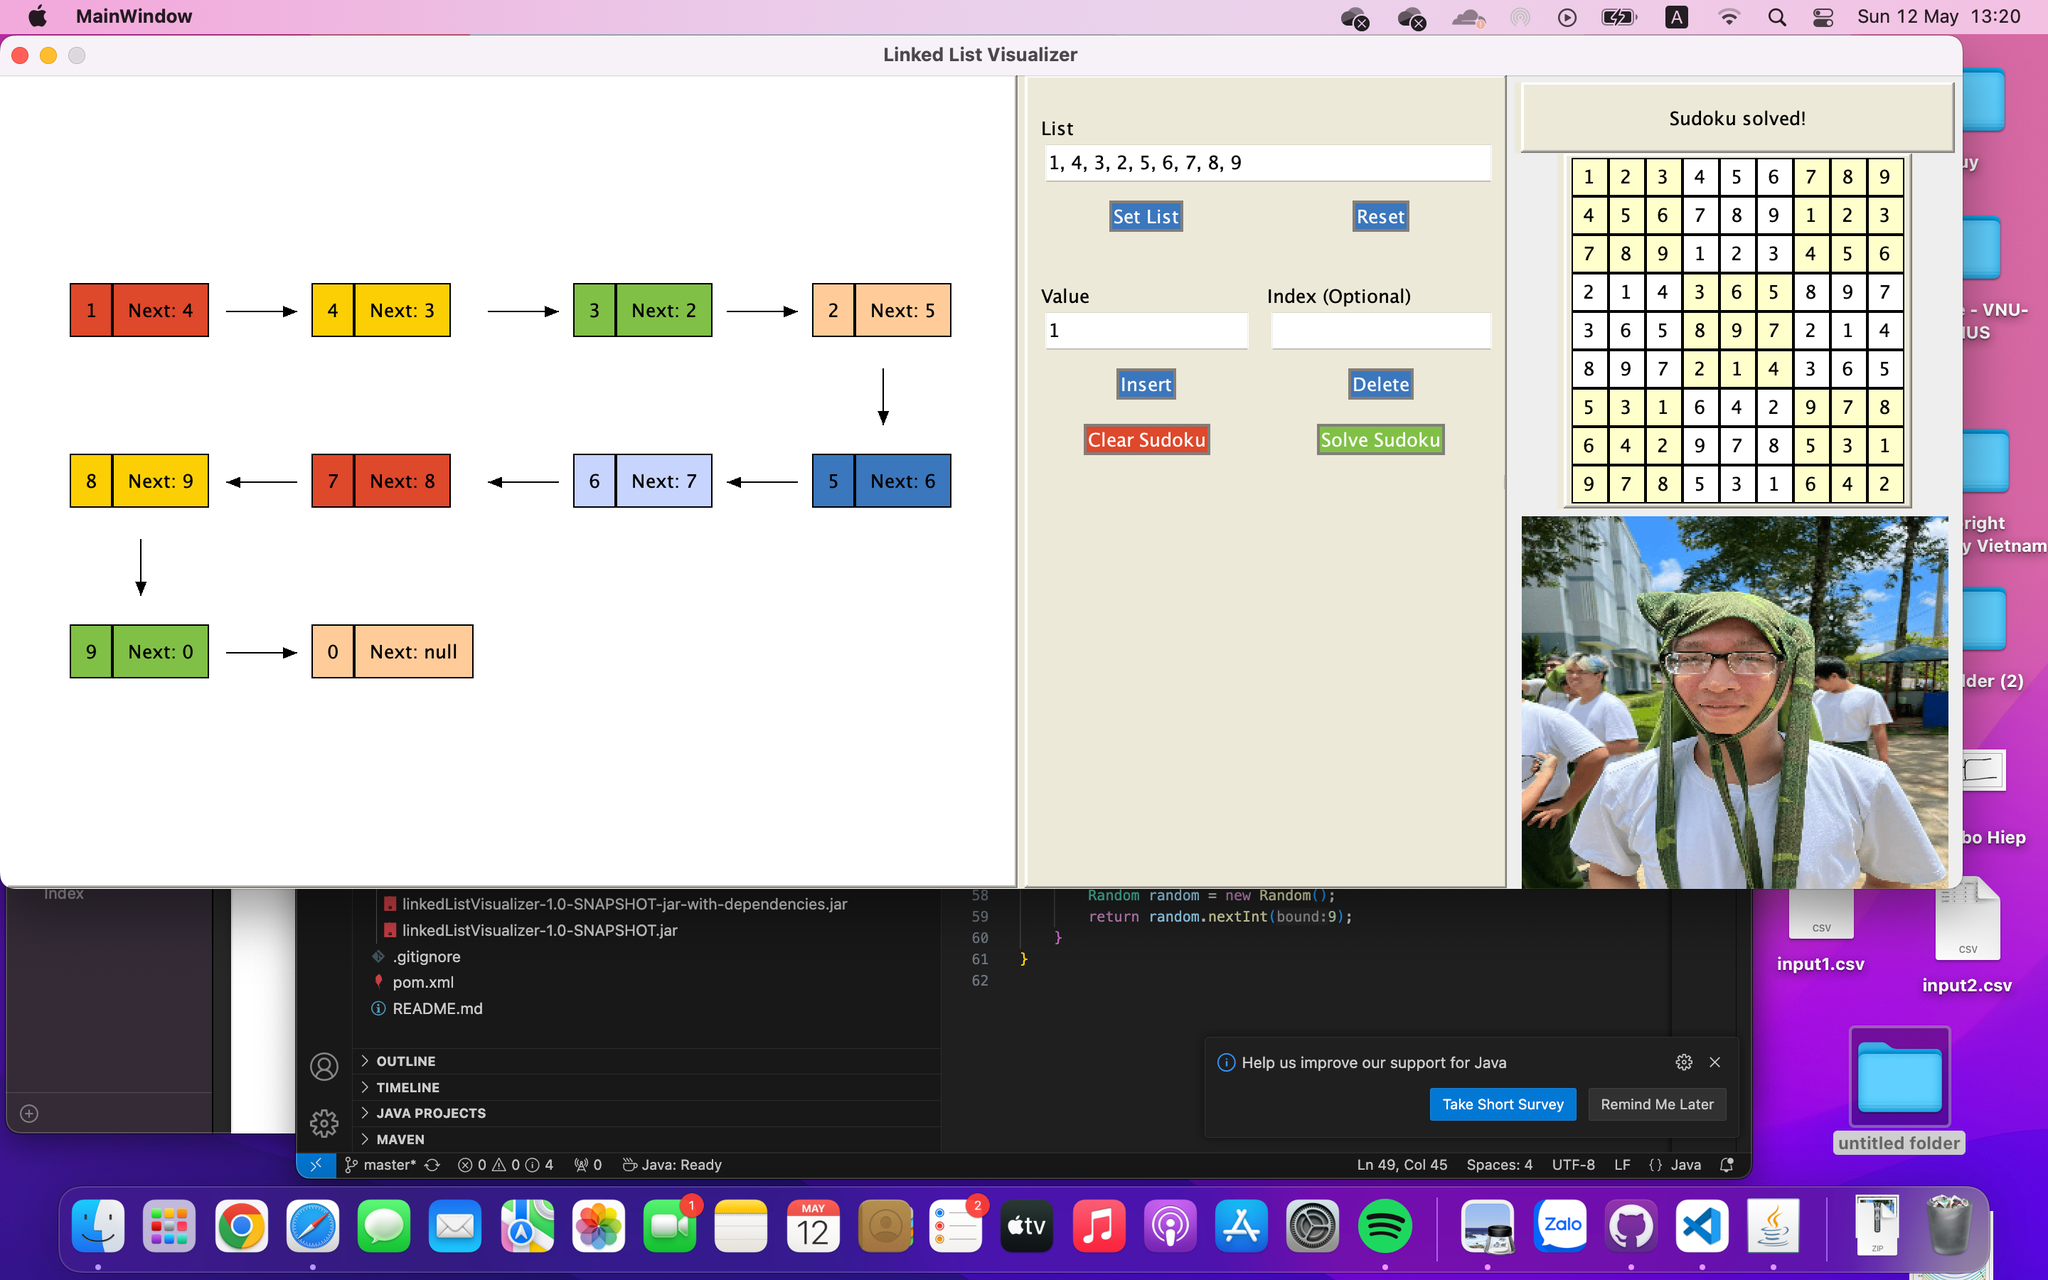 MainWindow
A
Sun 12 May 13:20
Linked List Visualizer
1 Next: 4
4 Next: 3
3 Next: 2
2 Next: 5
8 Next: 9
7 Next: 8
6 Next: 7
5 Next: 6
9 Next: 0
0 Next: null
List
1, 4, 3, 2, 5, 6, 7, 8, 9
Set List
Reset
Value
Index (Optional)
1
Insert
Delete
Clear Sudoku
Solve Sudoku
Sudoku solved!
1 2 3 4 5 6 7 8 9
4 5 6 7 8 9 1 2 3
7 8 9 1 2 3 4 5 6
2 1 4 3 6 5 8 9 7
3 6 5 8 9 7 2 1 4
8 9 7 2 1 4 3 6 5
5 3 1 6 4 2 9 7 8
6 4 2 9 7 8 5 3 1
9 7 8 5 3 1 6 4 2
- VNU-
y Vietnam
(2)
Hiep
csv
input1.csv
csv
input2.csv
untitled folder
Index
linkedListVisualizer-1.0-SNAPSHOT-jar-with-dependencies.jar
linkedListVisualizer-1.0-SNAPSHOT.jar
.gitignore
pom.xml
README.md
OUTLINE
TIMELINE
JAVA PROJECTS
MAVEN
58 Random random = new Random();
59 return random.nextInt(bound:9);
60 }
61 }
62
Help us improve our support for Java
Take Short Survey
Remind Me Later
master*
0 0 4
0
Java: Ready
Ln 49, Col 45
Spaces: 4
UTF-8
LF
{} Java
1
MAY
12
2
tv
Zalo
ZIP